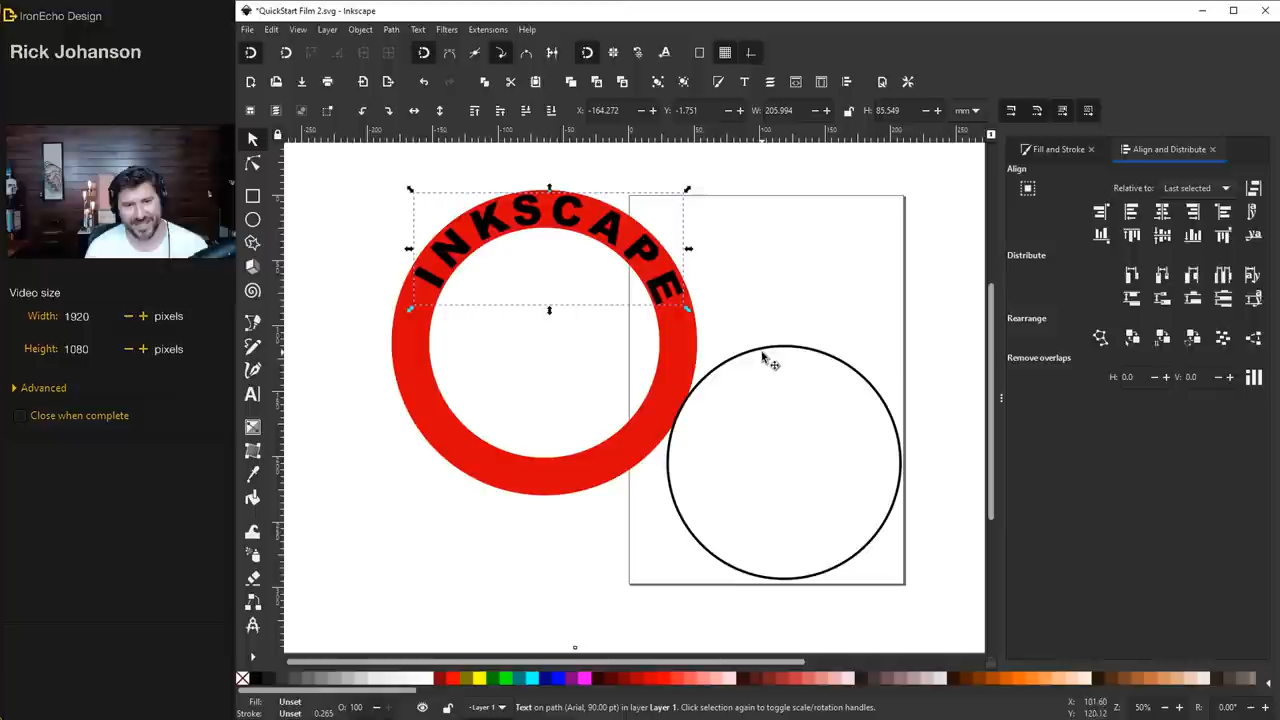 IronEcho Design
Rick Johanson
Video size
Width: 1920 pixels
Height: 1080 pixels
Advanced
Close when complete
*QuickStart Film 2.svg - Inkscape
File Edit View Layer Object Path Text Filters Extensions Help
X: -164.272 Y: -1.751 W: 205.994 H: 85.549 mm
Fill and Stroke Align and Distribute
Align
Relative to: Last selected
Distribute
Rearrange
Remove overlaps
H: 0.0 V: 0.0
INKSCAPE
Fill: Unset
Stroke: Unset 0.265
O: 100
Layer 1
Text on path (Arial, 90.00 pt) in layer Layer 1. Click selection again to toggle scale/rotation handles.
X: 101.60
Y: 120.12
Z: 50%
R: 0.00°